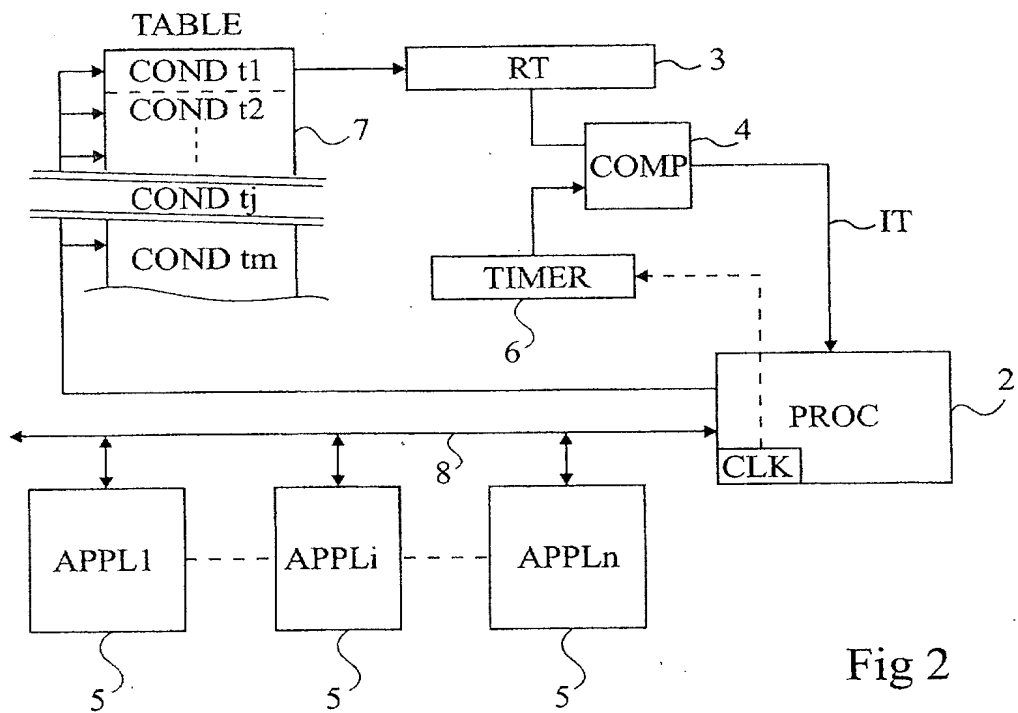 TABLE
COND t1
RT
3
COND t2
7
4
COMP
COND tj
IT
COND tm
TIMER
6
2
PROC
CLK
8
APPL1
APPLi
APPLn
5
5
5
Fig 2